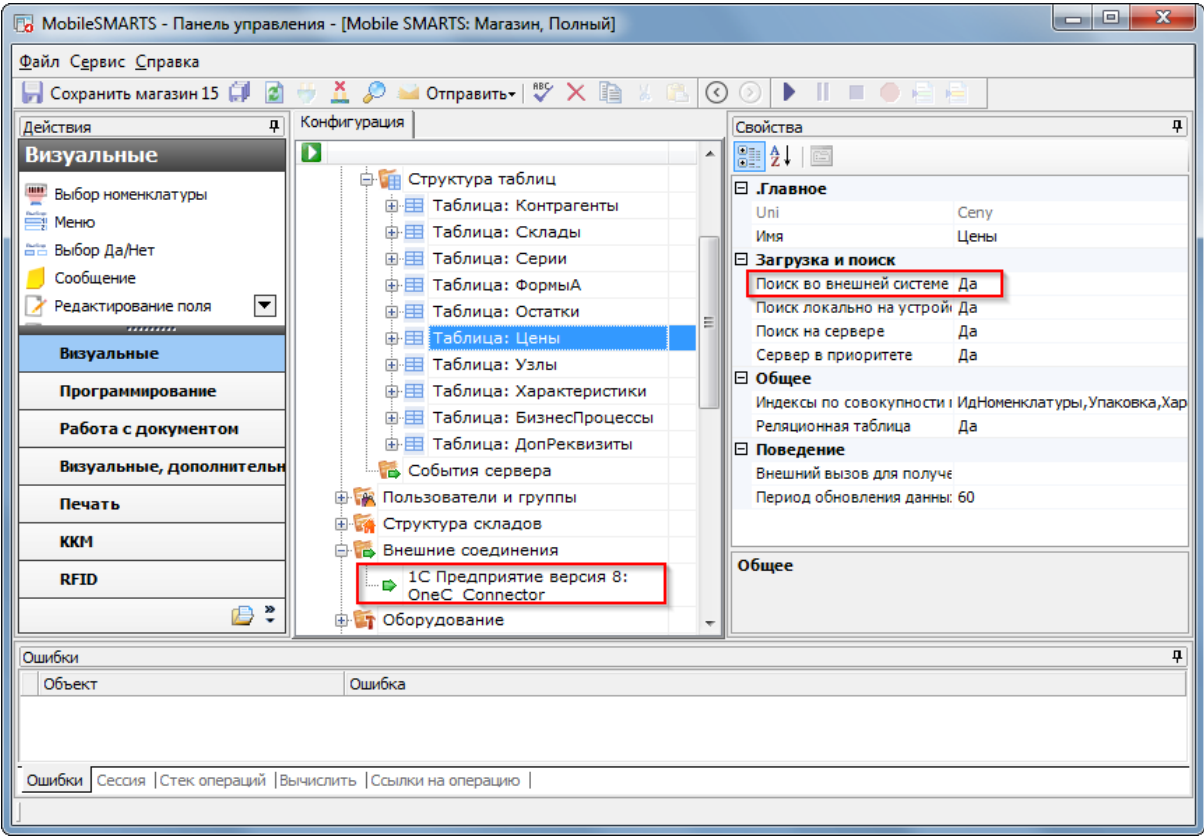 MobileSMARTS - Панель управления - [Mobile SMARTS: Магазин, Полный]
Файл Сервис Справка
Сохранить магазин 15 Отправить
Действия
Визуальные
Выбор номенклатуры
Меню
Выбор Да/Нет
Сообщение
Редактирование поля
Визуальные
Программирование
Работа с документом
Визуальные, дополнительн
Печать
ККМ
RFID
Конфигурация
Структура таблиц
Таблица: Контрагенты
Таблица: Склады
Таблица: Серии
Таблица: ФормыА
Таблица: Остатки
Таблица: Цены
Таблица: Узлы
Таблица: Характеристики
Таблица: БизнесПроцессы
Таблица: ДопРеквизиты
События сервера
Пользователи и группы
Структура складов
Внешние соединения
1С Предприятие версия 8:
OneC_Connector
Оборудование
Свойства
.Главное
Uni Ceny
Имя Цены
Загрузка и поиск
Поиск во внешней системе Да
Поиск локально на устрой Да
Поиск на сервере Да
Сервер в приоритете Да
Общее
Индексы по совокупности ИдНоменклатуры,Упаковка,Хар
Реляционная таблица Да
Поведение
Внешний вызов для получе
Период обновления данны 60
Общее
Ошибки
Объект Ошибка
Ошибки Сессия Стек операций Вычислить Ссылки на операцию